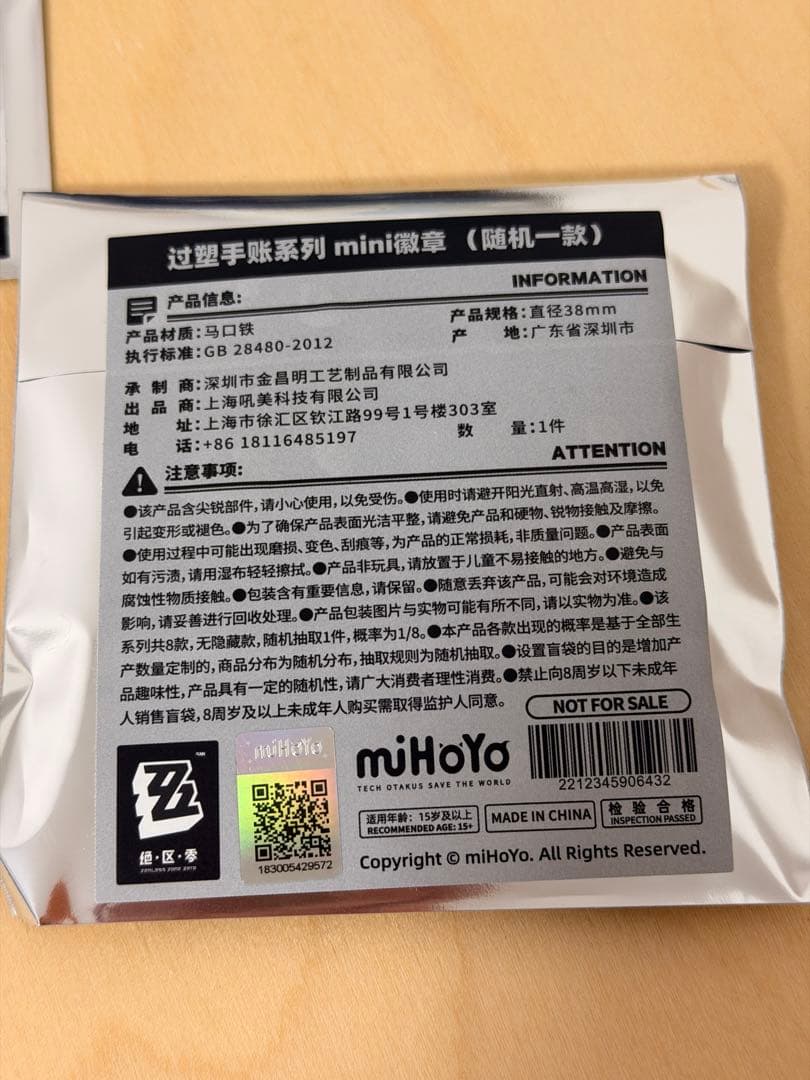 过塑手账系列 mini徽章 （随机一款）
INFORMATION
产品信息:
产品材质:马口铁 产品规格:直径38mm
执行标准:GB 28480-2012 产 地:广东省深圳市
承 制 商:深圳市金昌明工艺制品有限公司
出 品 商:上海吼美科技有限公司
地 址:上海市徐汇区钦江路99号1号楼303室
电 话:+86 18116485197 数 量:1件
ATTENTION
注意事项:
●该产品含尖锐部件,请小心使用,以免受伤。●使用时请避开阳光直射、高温高湿,以免
引起变形或褪色。●为了确保产品表面光洁平整,请避免产品和硬物、锐物接触及摩擦。
●使用过程中可能出现磨损、变色、刮痕等,为产品的正常损耗,非质量问题。●产品表面
如有污渍,请用湿布轻轻擦拭。●产品非玩具,请放置于儿童不易接触的地方。●避免与
腐蚀性物质接触。●包装含有重要信息,请保留。●随意丢弃该产品,可能会对环境造成
影响,请妥善进行回收处理。●产品包装图片与实物可能有所不同,请以实物为准。●该
系列共8款,无隐藏款,随机抽取1件,概率为1/8。●本产品各款出现的概率是基于全部生
产数量定制的,商品分布为随机分布,抽取规则为随机抽取。●设置盲袋的目的是增加产
品趣味性,产品具有一定的随机性,请广大消费者理性消费。●禁止向8周岁以下未成年
人销售盲袋,8周岁及以上未成年人购买需取得监护人同意。
NOT FOR SALE
2212345906432
绝·区·零
ZENLESS ZONE ZERO
miHoYo
183005429572
miHoYo
TECH OTAKUS SAVE THE WORLD
适用年龄: 15岁及以上
RECOMMENDED AGE: 15+
MADE IN CHINA
检 验 合 格
INSPECTION PASSED
Copyright © miHoYo. All Rights Reserved.